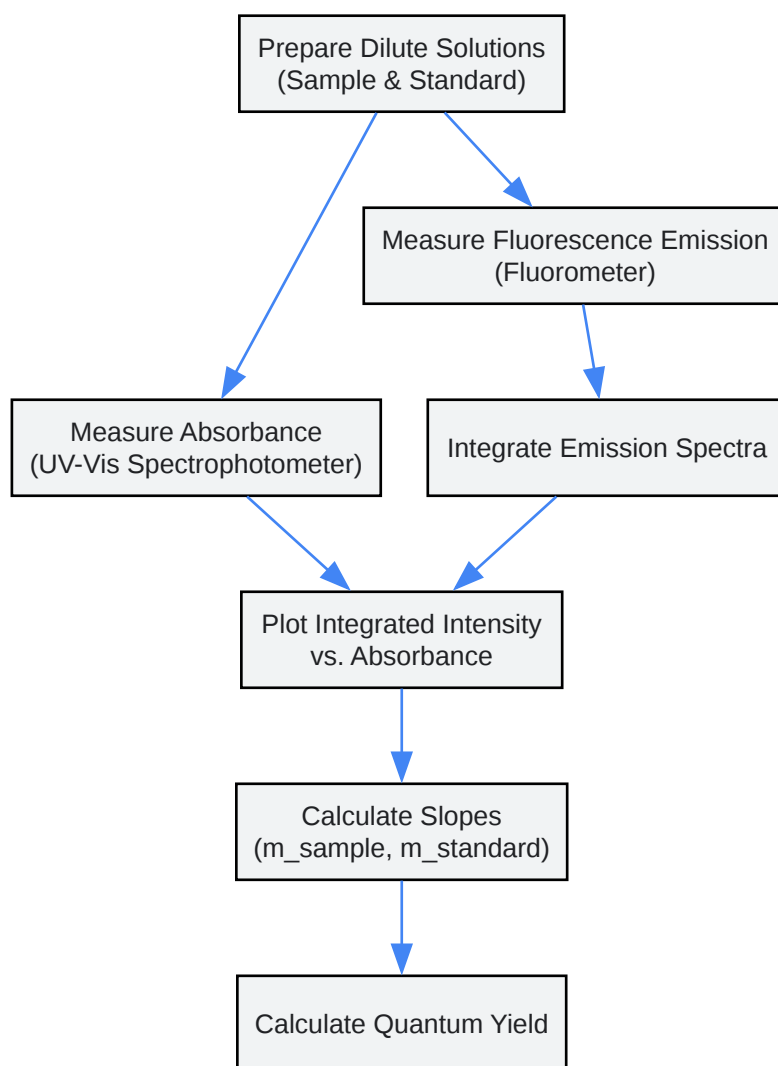 Prepare Dilute Solutions
(Sample & Standard)
Measure Fluorescence Emission
(Fluorometer)
Measure Absorbance
(UV-Vis Spectrophotometer)
Integrate Emission Spectra
Plot Integrated Intensity
vs. Absorbance
Calculate Slopes
(m_sample, m_standard)
Calculate Quantum Yield